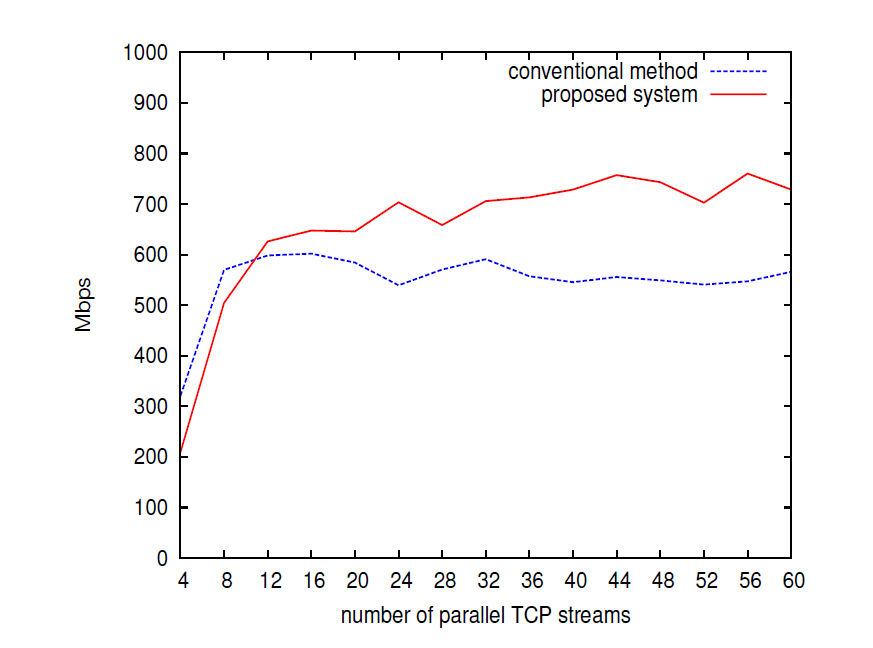 1000
900
800
700
600
500
400
300
200
100
0
Mbps
conventional method
proposed system
4 8 12 16 20 24 28 32 36 40 44 48 52 56 60
number of parallel TCP streams